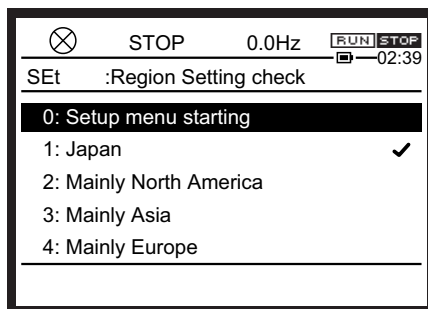 STOP 0.0Hz RUN STOP
02:39
SEt :Region Setting check
0: Setup menu starting
1: Japan
2: Mainly North America
3: Mainly Asia
4: Mainly Europe